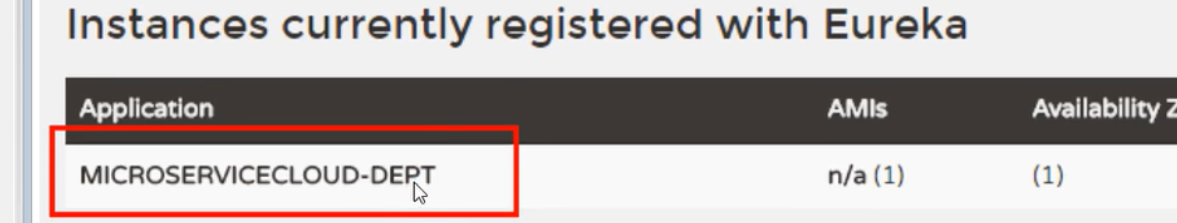 Instances currently registered with Eureka
Application AMIs Availability
MICROSERVICECLOUD-DEPT n/a (1) (1)